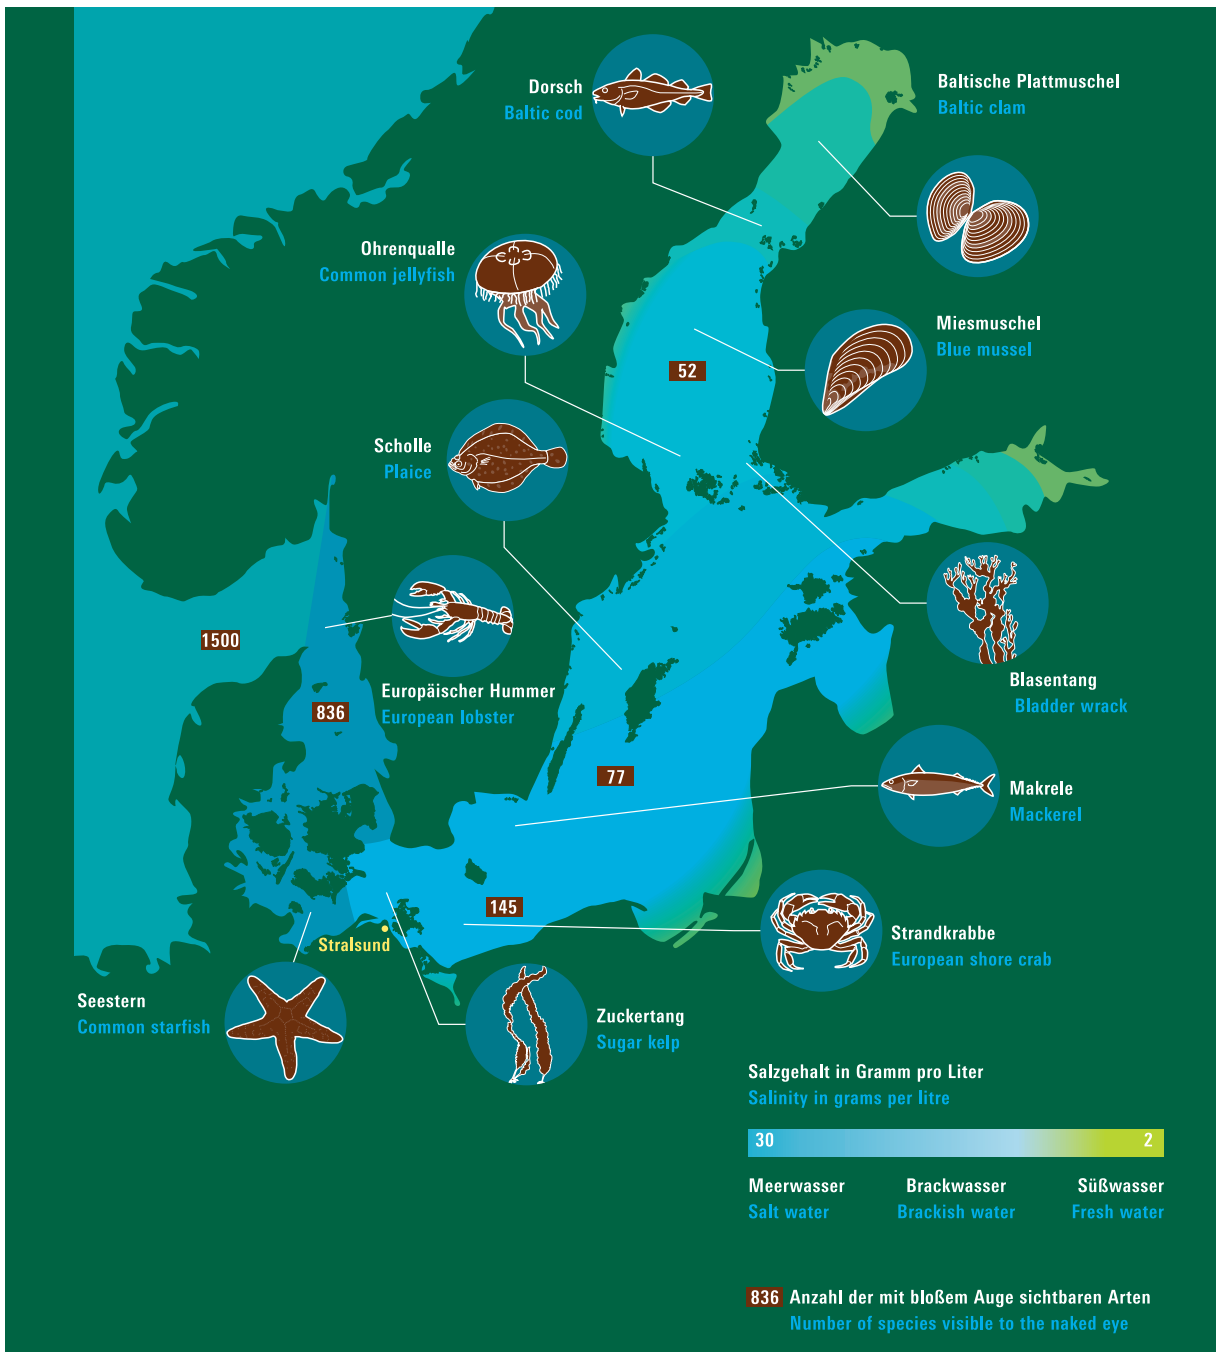 Dorsch
Baltic cod
Baltische Plattmuschel
Baltic clam
Ohrenqualle
Common jellyfish
Miesmuschel
Blue mussel
52
Scholle
Plaice
1500
Europäischer Hummer
European lobster
836
Blasentang
Bladder wrack
77
Makrele
Mackerel
145
Stralsund
Strandkrabbe
European shore crab
Seestern
Common starfish
Zuckertang
Sugar kelp
Salzgehalt in Gramm pro Liter
Salinity in grams per litre
30 2
Meerwasser Brackwasser Süßwasser
Salt water Brackish water Fresh water
836 Anzahl der mit bloßem Auge sichtbaren Arten
Number of species visible to the naked eye